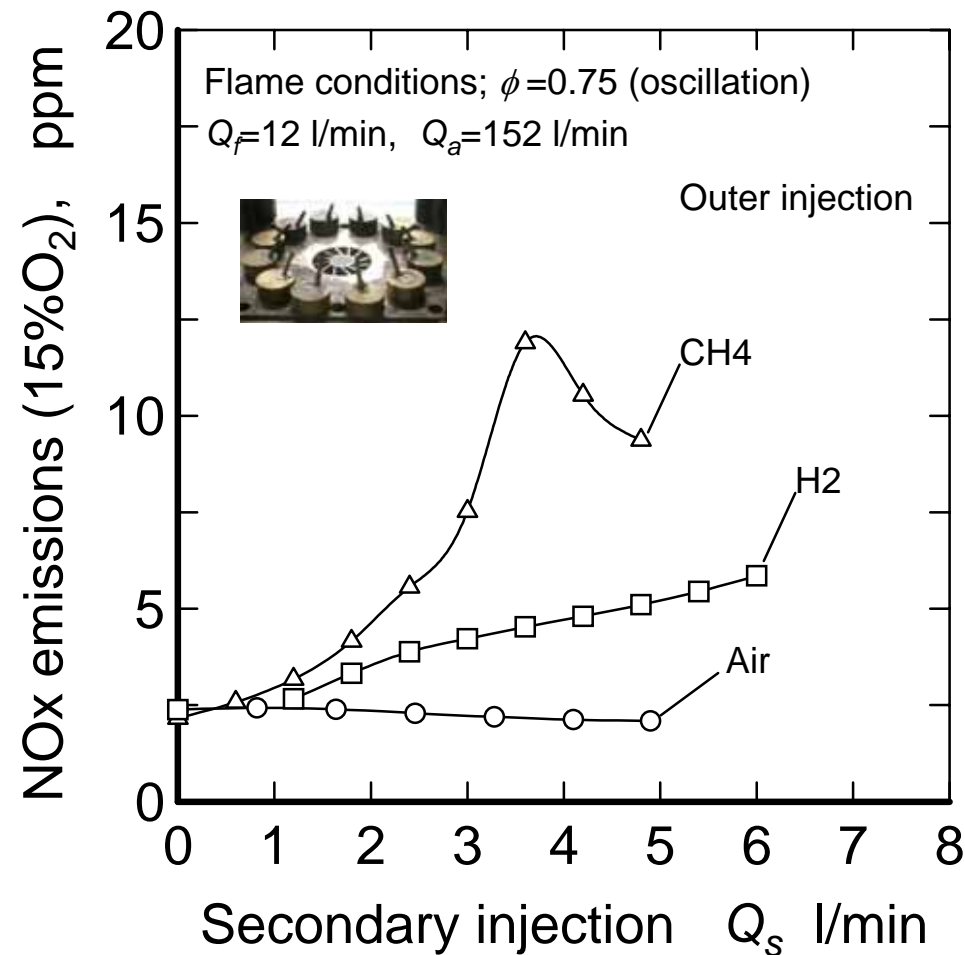 NOx emissions (15%O₂), ppm
20
15
10
5
0
Flame conditions; ϕ=0.75 (oscillation)
Qf=12 l/min, Qa=152 l/min
Outer injection
CH4
H2
Air
0 1 2 3 4 5 6 7 8
Secondary injection Qs l/min